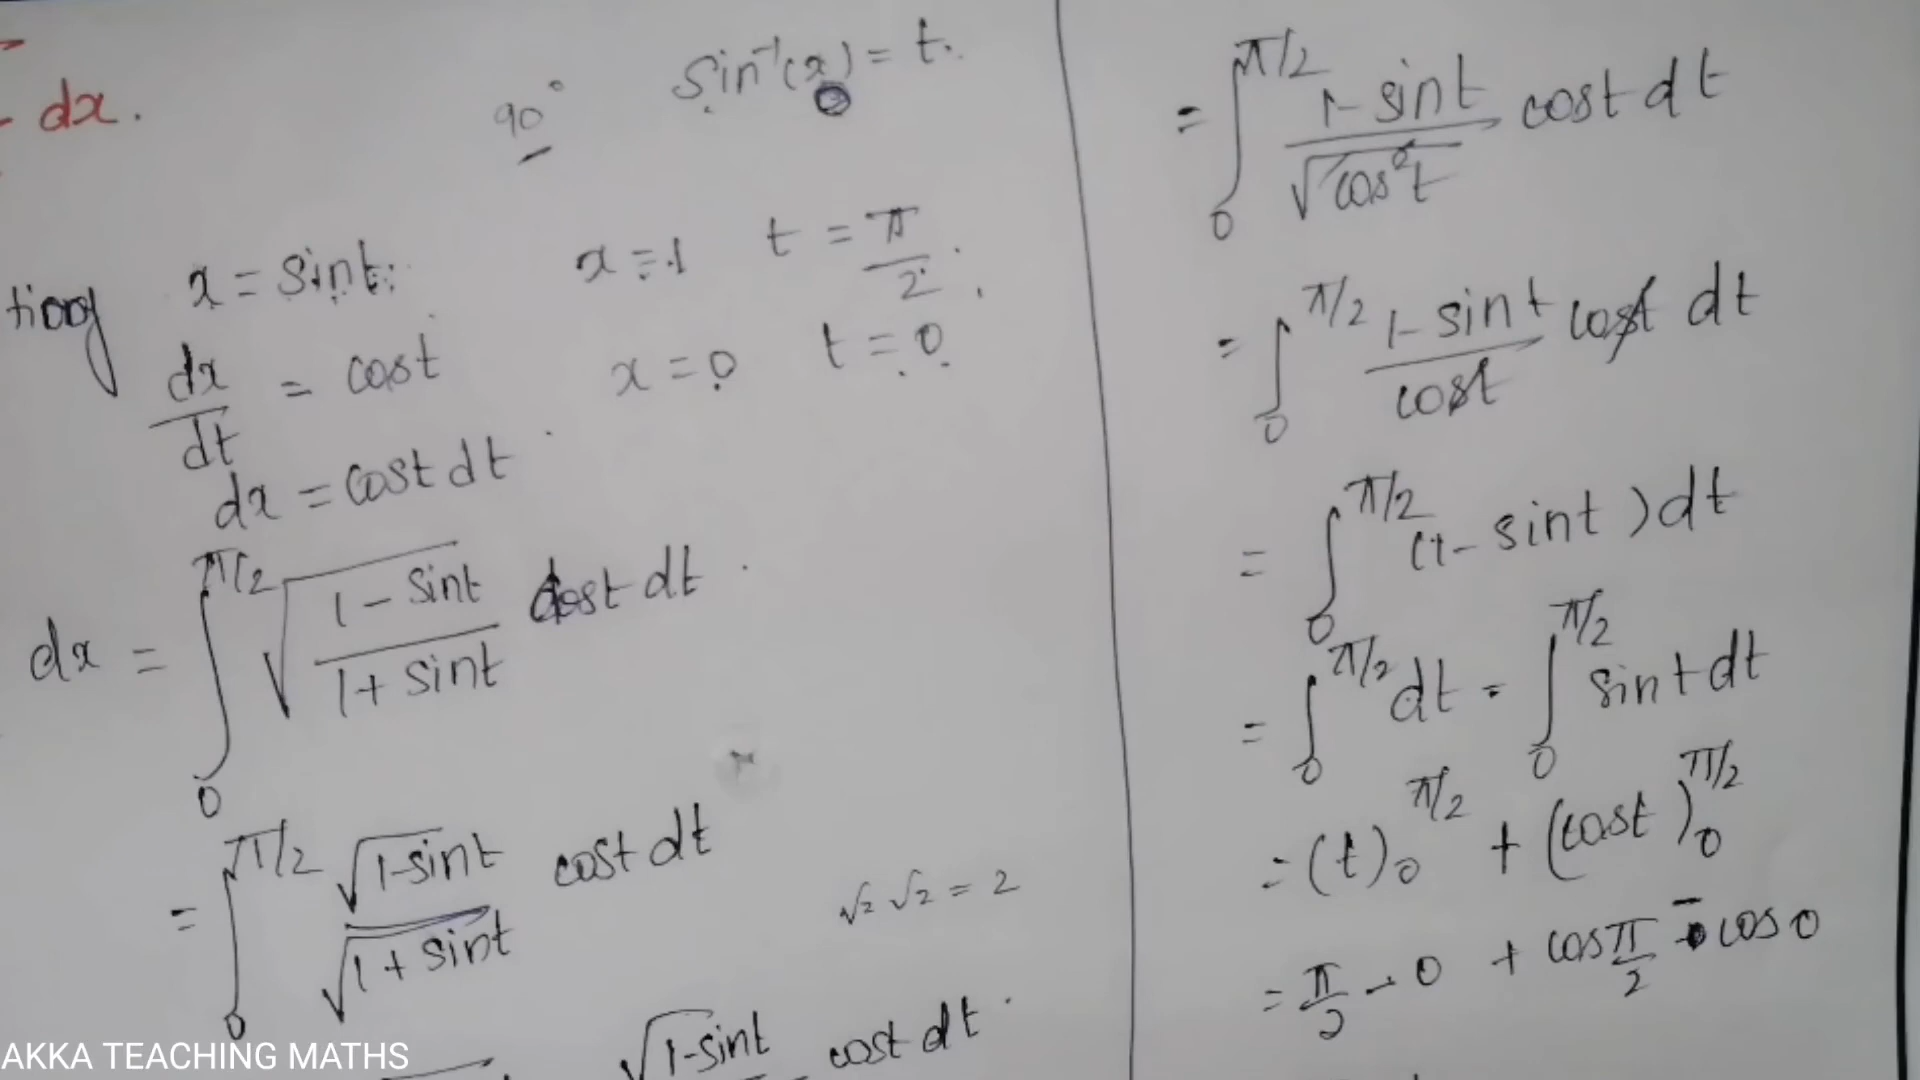 dx.
90°
Sin⁻¹(x) = t.
x = sint.
x = 1 t = π/2.
dx/dt = cost
x = 0 t = 0
dx = cost dt
dx = ∫₀^π/2 √((1 - Sint)/(1 + Sint)) cost dt
= ∫₀^π/2 √(1-sint)/√(1 + sint) cost dt
√2 √2 = 2
√(1-sint) cost dt
= ∫₀^π/2 (1-sint)/√(cos²t) cost dt
= ∫₀^π/2 (1-sint)/cost cost dt
= ∫₀^π/2 (1- sint) dt
= ∫₀^π/2 dt - ∫₀^π/2 sint dt
= (t)₀^π/2 + (cost)₀^π/2
= π/2 - 0 + cos π/2 - cos 0
AKKA TEACHING MATHS